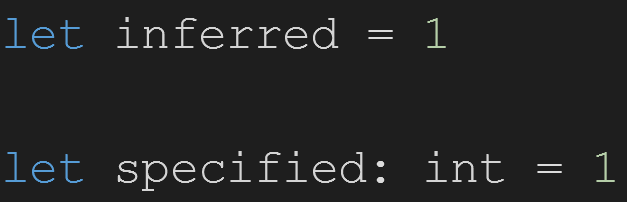 let inferred = 1
let specified: int = 1